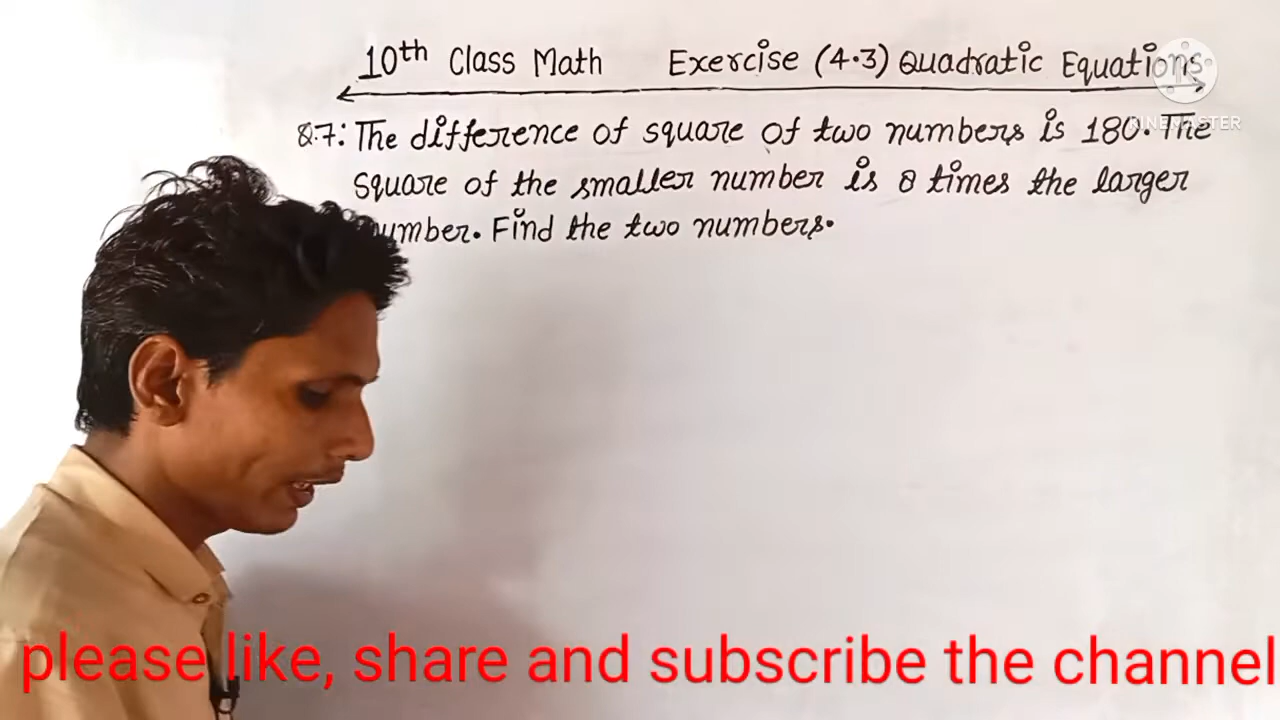 10th Class Math Exercise (4.3) Quadratic Equations
KINEMASTER
Q.7: The difference of square of two numbers is 180. The
square of the smaller number is 8 times the larger
number. Find the two numbers.
please like, share and subscribe the channel